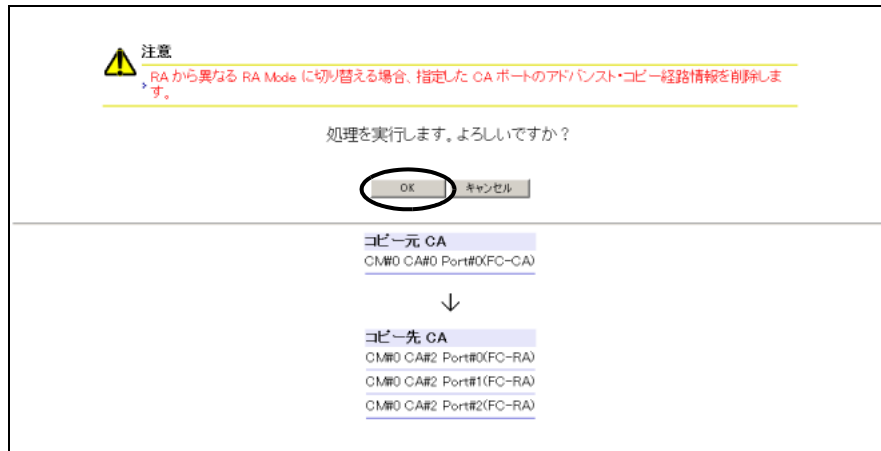 注意
RA から異なる RA Mode に切り替える場合、指定した CA ポートのアドバンスト・コピー経路情報を削除しま
す。
処理を実行します。よろしいですか？
OK キャンセル
コピー元 CA
CM#0 CA#0 Port#0(FC-CA)
↓
コピー先 CA
CM#0 CA#2 Port#0(FC-RA)
CM#0 CA#2 Port#1(FC-RA)
CM#0 CA#2 Port#2(FC-RA)